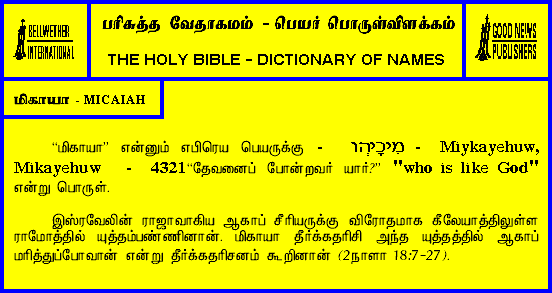 BELLWETHER
INTERNATIONAL
பரிசுத்த வேதாகமம் - பெயர் பொருள்விளக்கம்
THE HOLY BIBLE - DICTIONARY OF NAMES
GOOD NEWS
PUBLISHERS
மிகாயா - MICAIAH
“மிகாயா” என்னும் எபிரெய பெயருக்கு - מִיכָיְהוּ - Miykayehuw,
Mikayehuw - 4321“தேவனைப் போன்றவர் யார்?” "who is like God"
என்று பொருள்.
இஸ்ரவேலின் ராஜாவாகிய ஆகாப் சீரியருக்கு விரோதமாக கீலேயாத்திலுள்ள
ராமோத்தில் யுத்தம்பண்ணினான். மிகாயா தீர்க்கதரிசி அந்த யுத்தத்தில் ஆகாப்
மரித்துப்போவான் என்று தீர்க்கதரிசனம் கூறினான் (2நாளா 18:7-27).